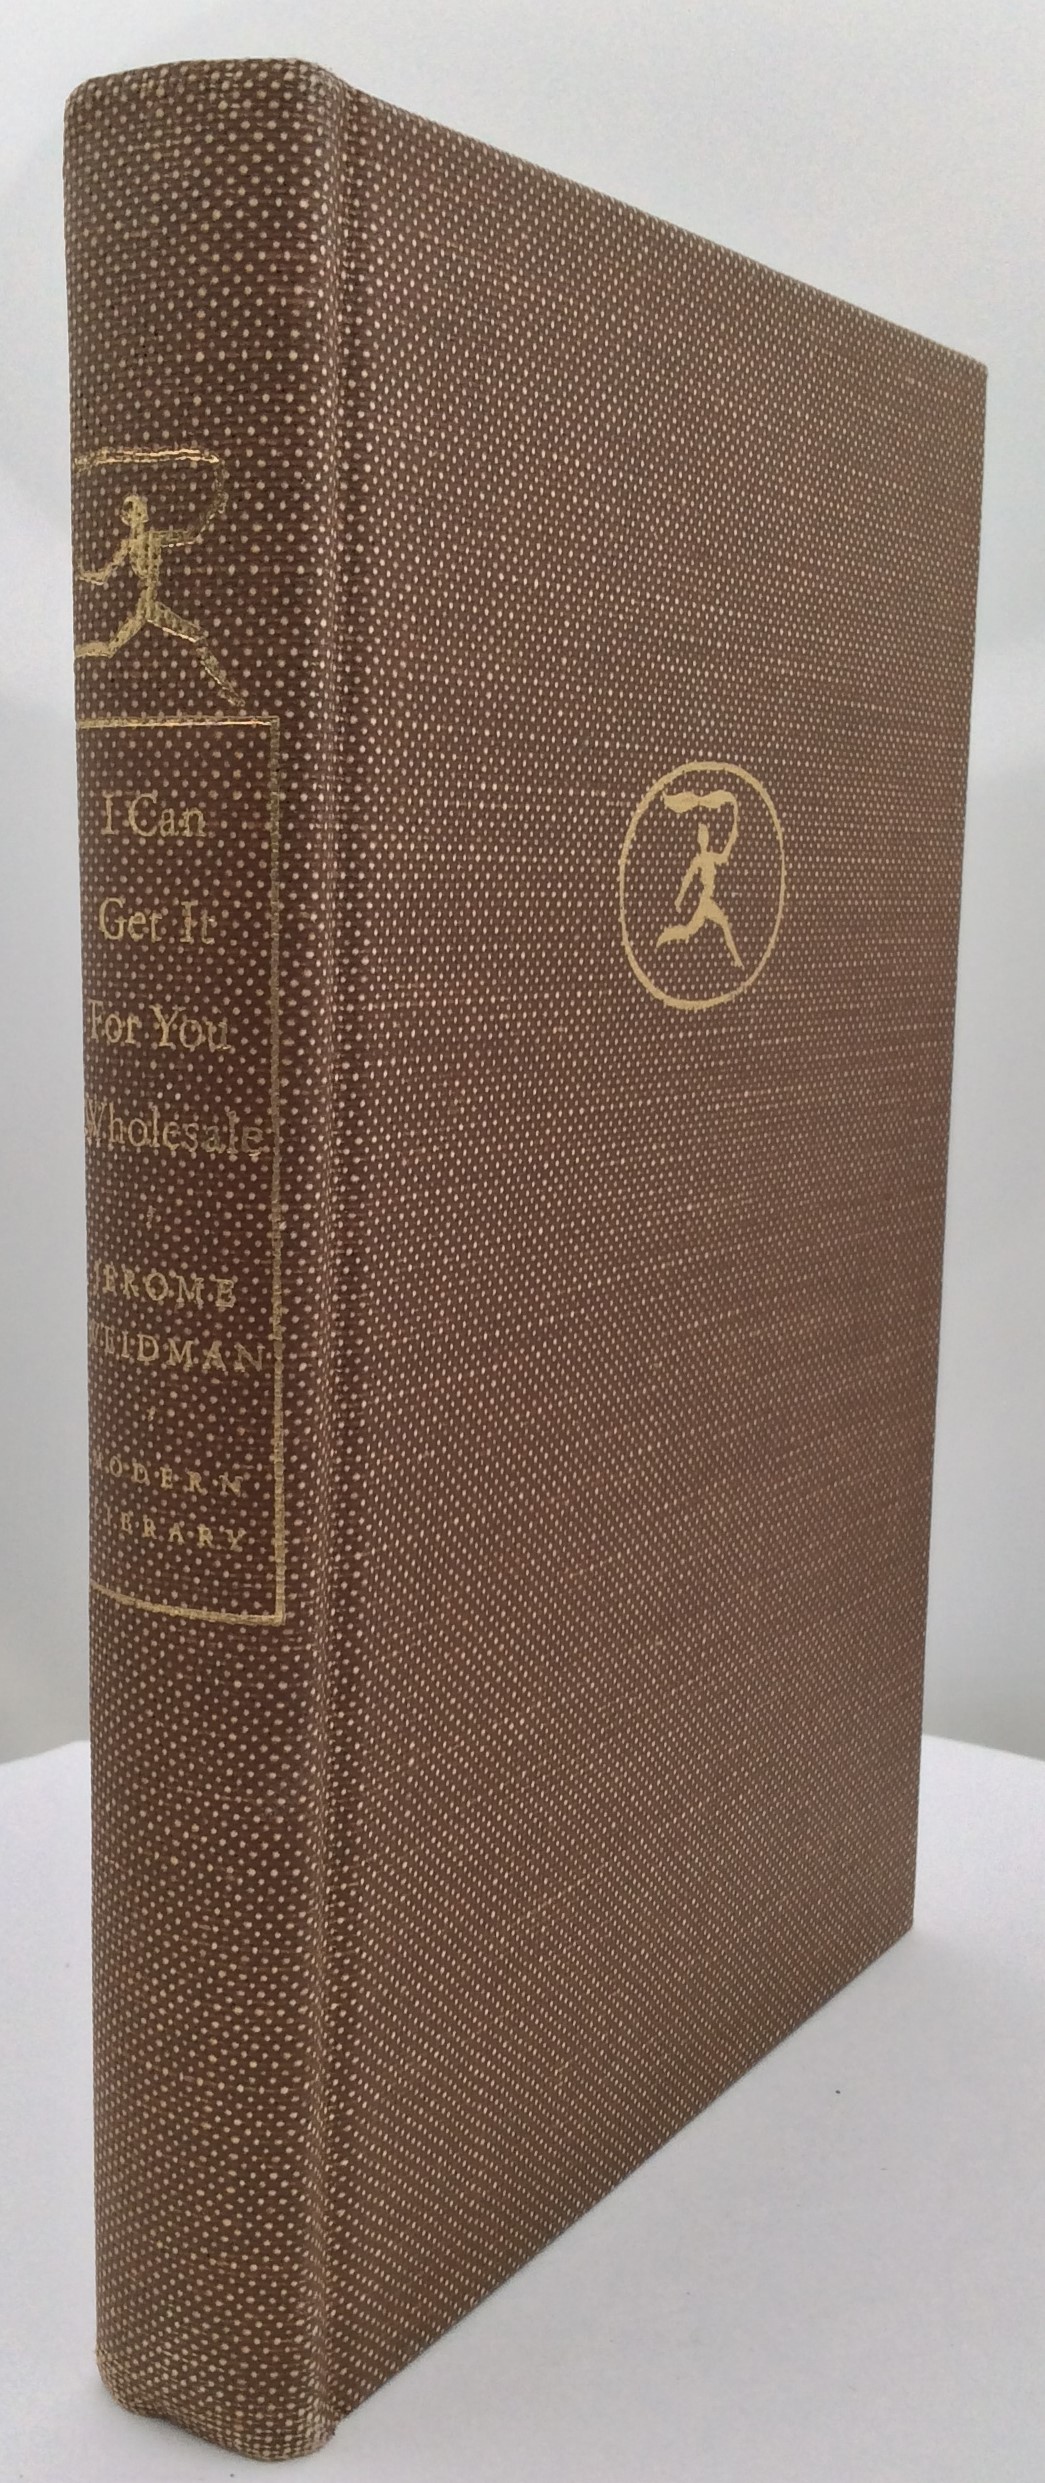 I Can
Get It
For You
Wholesale
JEROME
WEIDMAN
MODERN
LIBRARY